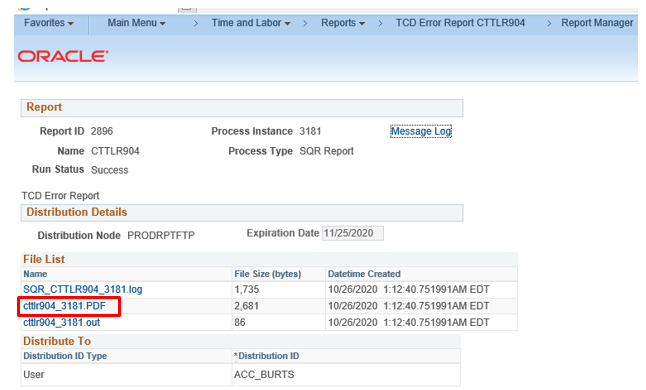 Favorites Main Menu > Time and Labor > Reports > TCD Error Report CTTLR904 > Report Manager
ORACLE
Report
Report ID 2896 Process Instance 3181 Message Log
Name CTTLR904 Process Type SQR Report
Run Status Success
TCD Error Report
Distribution Details
Distribution Node PRODRPTFTP Expiration Date 11/25/2020
File List
Name File Size (bytes) Datetime Created
SQR_CTTLR904_3181.log 1,735 10/26/2020 1:12:40.751991AM EDT
cttlr904_3181.PDF 2,681 10/26/2020 1:12:40.751991AM EDT
cttlr904_3181.out 86 10/26/2020 1:12:40.751991AM EDT
Distribute To
Distribution ID Type *Distribution ID
User ACC_BURTS